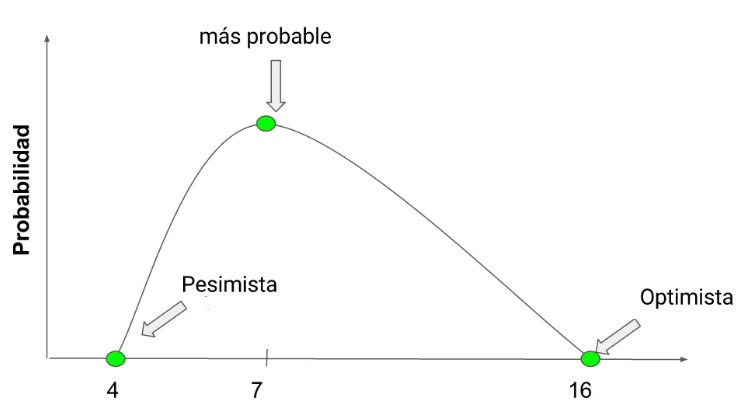 más probable
Probabilidad
Pesimista
Optimista
4
7
16